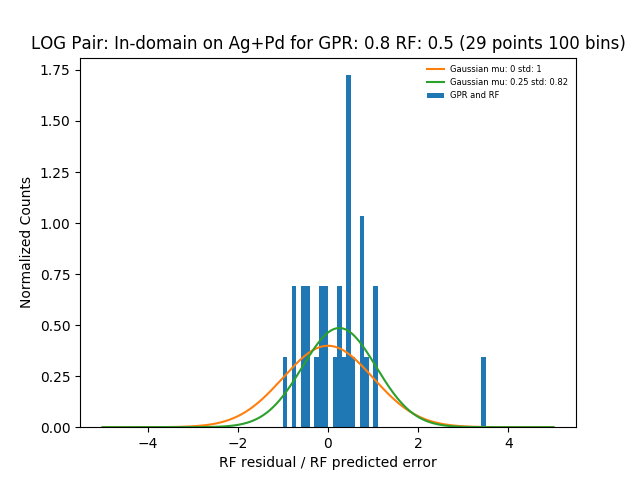 LOG Pair: In-domain on Ag+Pd for GPR: 0.8 RF: 0.5 (29 points 100 bins)
Gaussian mu: 0 std: 1
Gaussian mu: 0.25 std: 0.82
GPR and RF
Normalized Counts
1.75
1.50
1.25
1.00
0.75
0.50
0.25
0.00
−4 −2 0 2 4
RF residual / RF predicted error